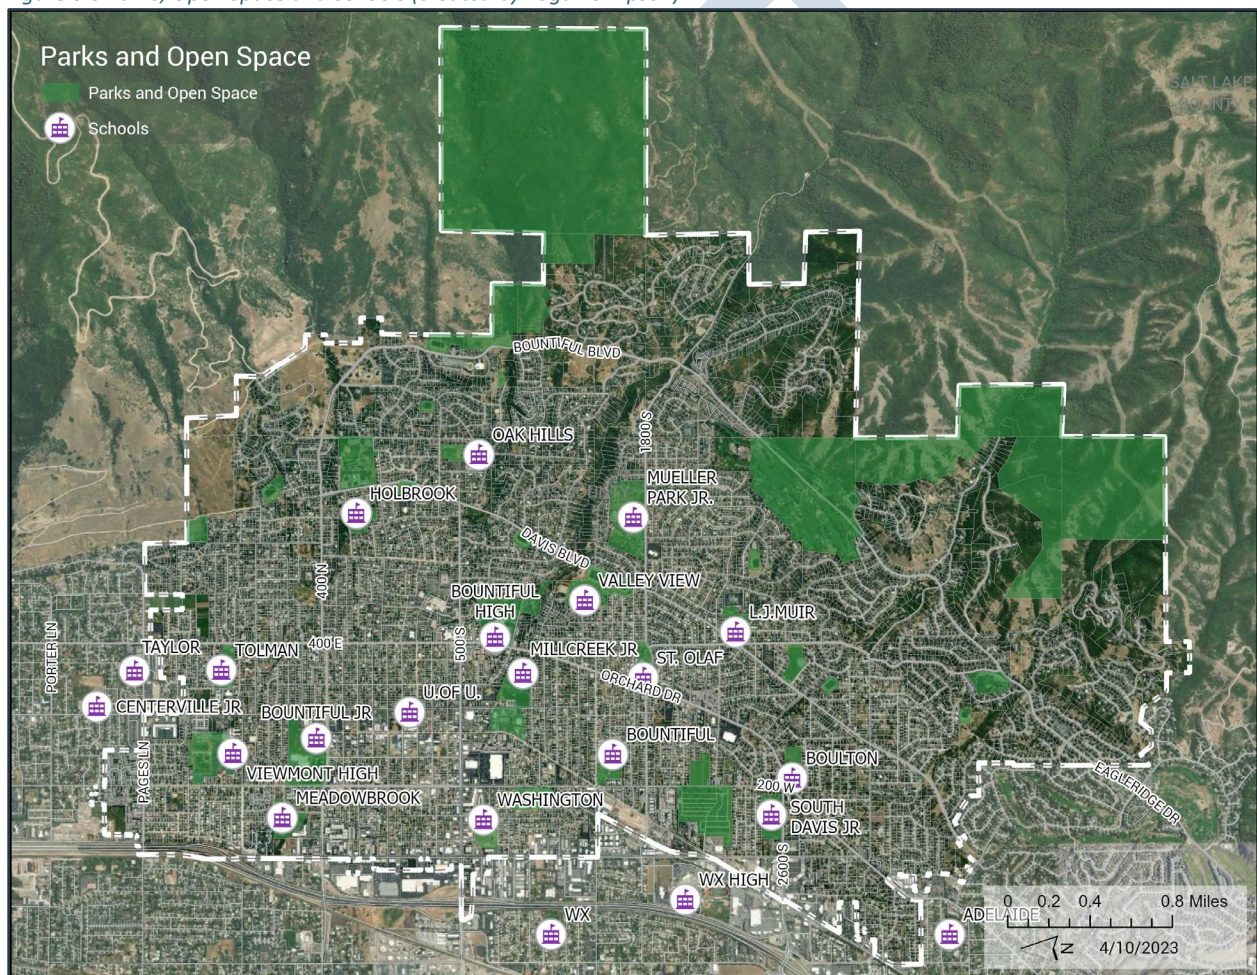 Parks and Open Space
Parks and Open Space
Schools
SALT LAKE
COUNTY
BOUNTIFUL BLVD
1800 S
OAK HILLS
MUELLER
PARK JR.
HOLBROOK
DAVIS BLVD
400 N
VALLEY VIEW
BOUNTIFUL
HIGH
L.J.MUIR
PORTER LN
500 S
400 E
TAYLOR
TOLMAN
MILLCREEK JR
ST. OLAF
ORCHARD DR
CENTERVILLE JR
U.OF U.
BOUNTIFUL JR
BOUNTIFUL
PAGES LN
VIEWMONT HIGH
BOULTON
200 W
EAGLERIDGE DR
MEADOWBROOK
WASHINGTON
SOUTH
DAVIS JR
2600 S
WX HIGH
WX
ADELAIDE
0 0.2 0.4 0.8 Miles
N 4/10/2023